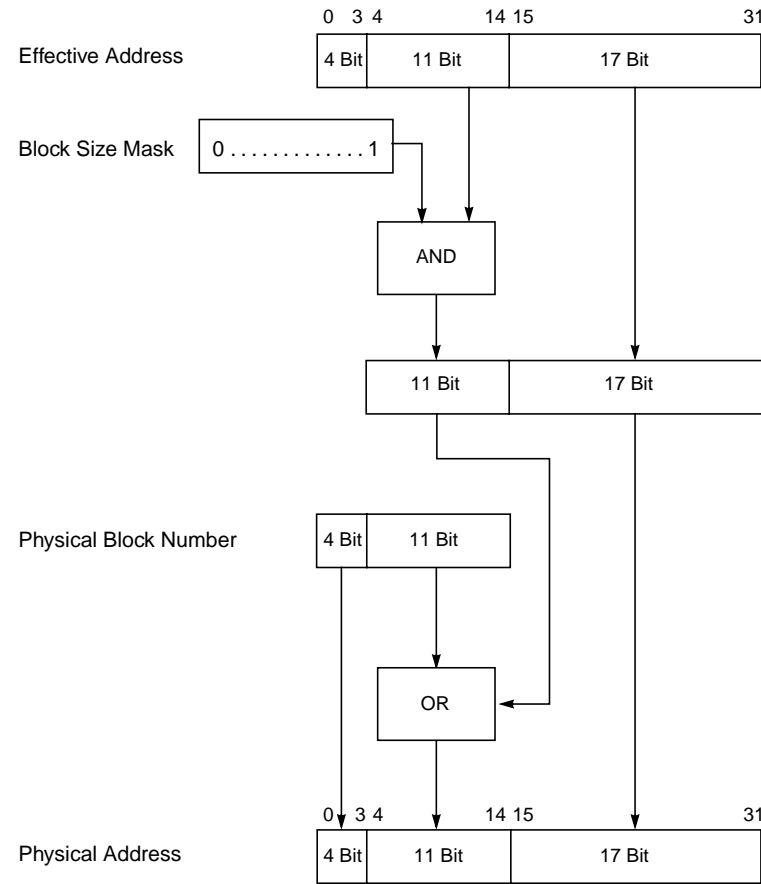 0 3 4 14 15 31
Effective Address 4 Bit 11 Bit 17 Bit
Block Size Mask 0 . . . . . . . . . . . . . 1
AND
11 Bit 17 Bit
Physical Block Number 4 Bit 11 Bit
OR
0 3 4 14 15 31
Physical Address 4 Bit 11 Bit 17 Bit